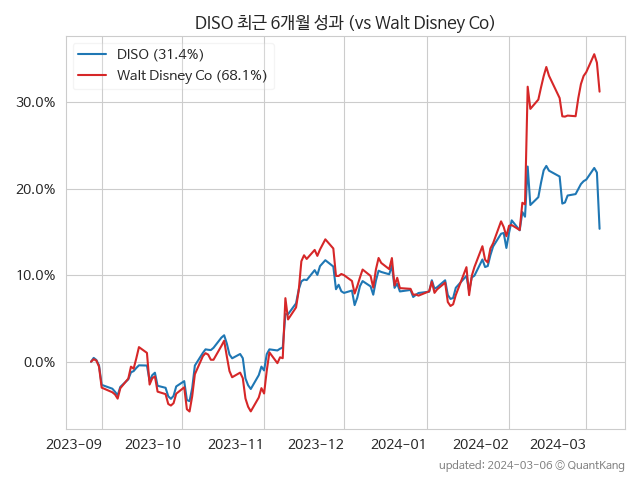 DISO 최근 6개월 성과 (vs Walt Disney Co)
DISO (31.4%)
Walt Disney Co (68.1%)
30.0%
20.0%
10.0%
0.0%
2023-09 2023-10 2023-11 2023-12 2024-01 2024-02 2024-03
updated: 2024-03-06 © QuantKang